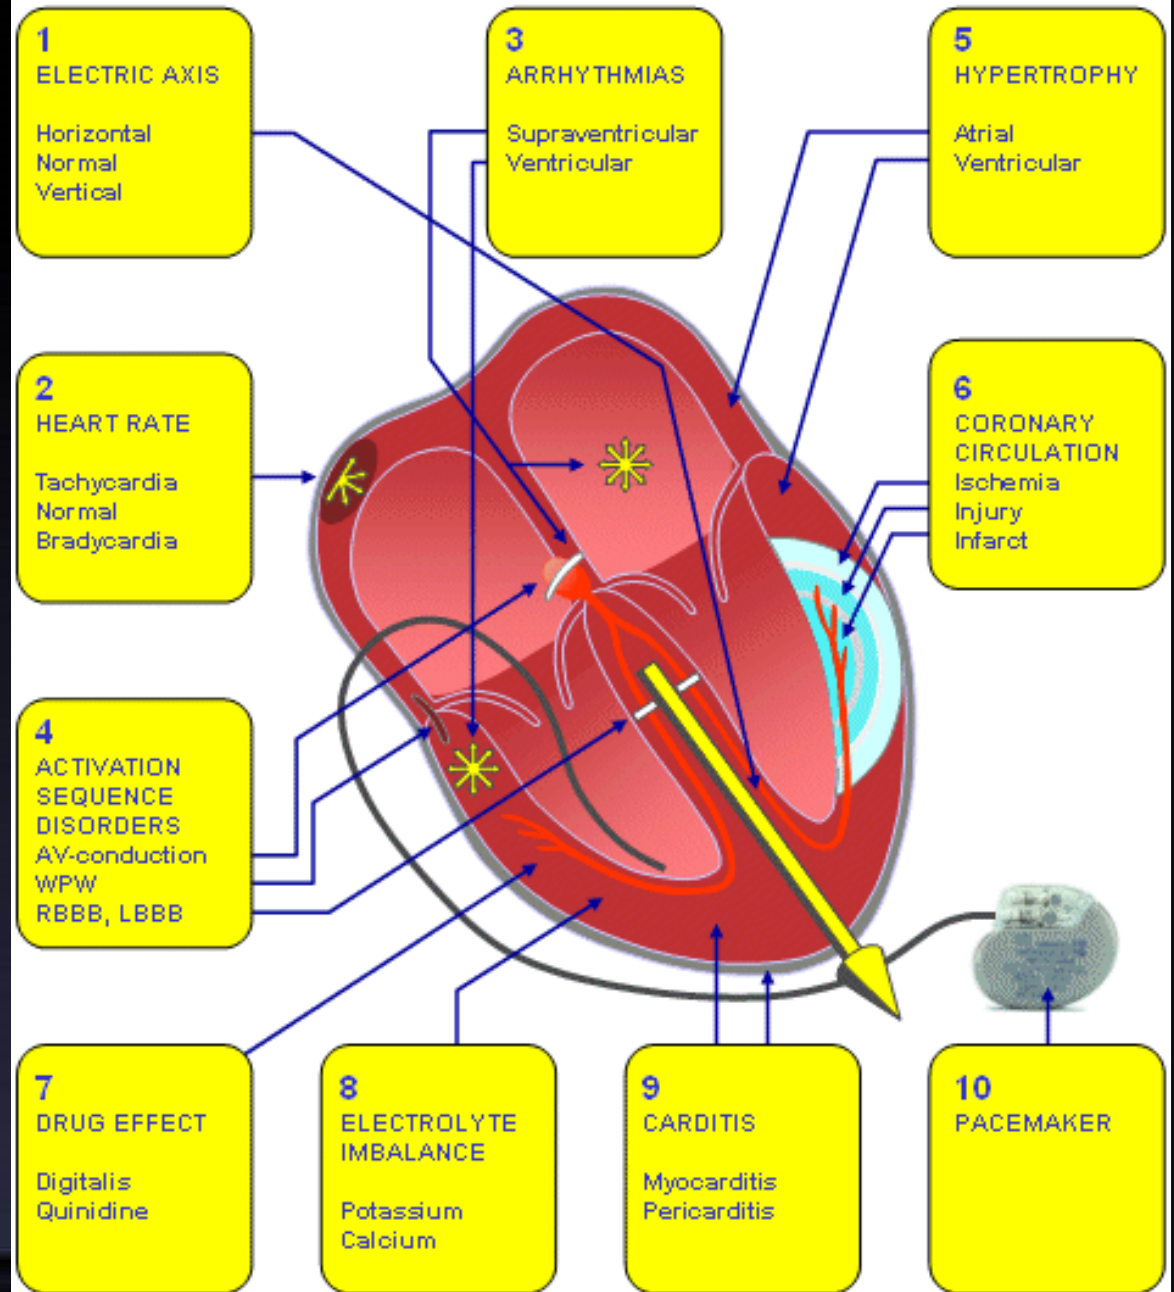 1
ELECTRIC AXIS
Horizontal
Normal
Vertical
3
ARRHYTHMIAS
Supraventricular
Ventricular
5
HYPERTROPHY
Atrial
Ventricular
2
HEART RATE
Tachycardia
Normal
Bradycardia
6
CORONARY
CIRCULATION
Ischemia
Injury
Infarct
4
ACTIVATION
SEQUENCE
DISORDERS
AV-conduction
WPW
RBBB, LBBB
7
DRUG EFFECT
Digitalis
Quinidine
8
ELECTROLYTE
IMBALANCE
Potassium
Calcium
9
CARDITIS
Myocarditis
Pericarditis
10
PACEMAKER